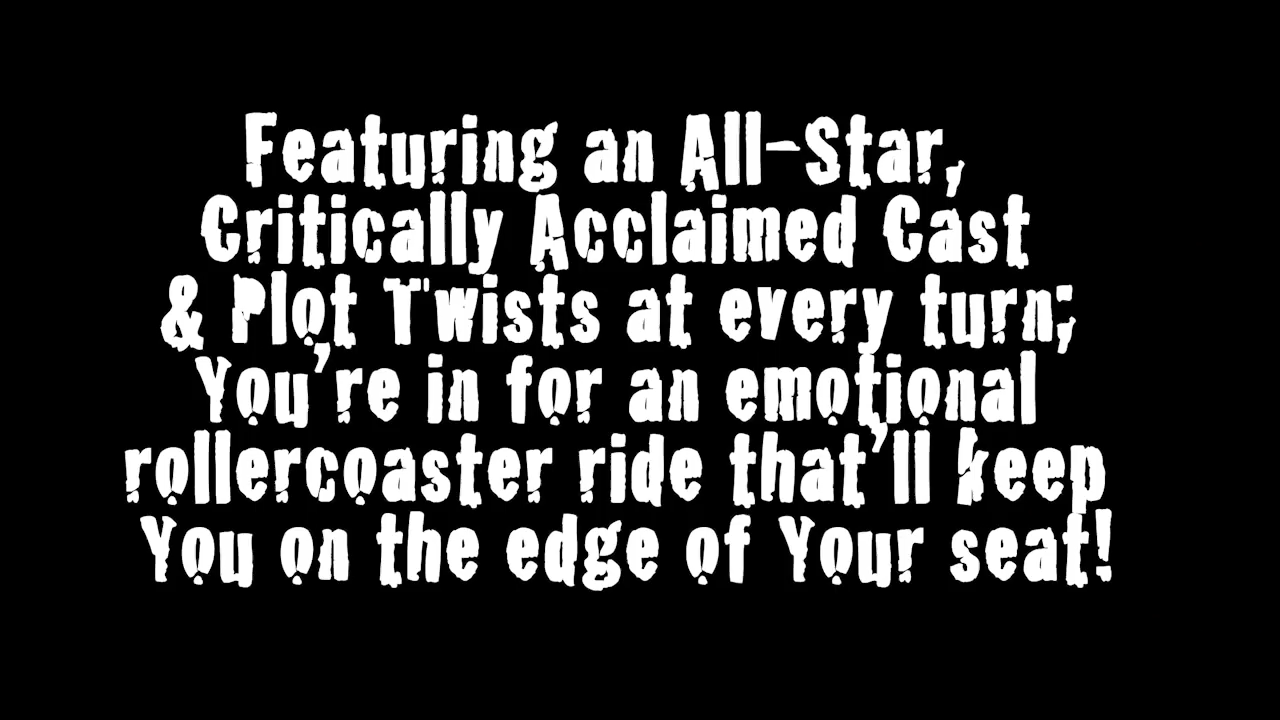 Featuring an All-Star,
Critically Acclaimed Cast
& Plot Twists at every turn;
You're in for an emotional
rollercoaster ride that'll keep
You on the edge of Your seat!